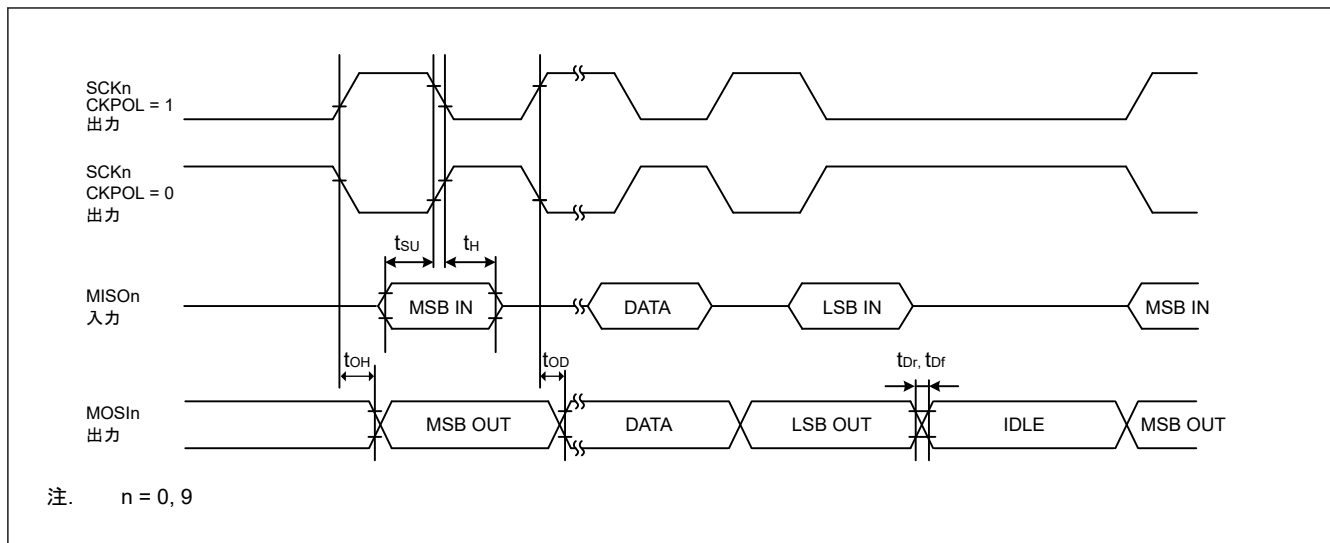 SCKn
CKPOL = 1
出力
SCKn
CKPOL = 0
出力
tSU
tH
MISOn
入力
MSB IN
DATA
LSB IN
MSB IN
tOH
tOD
tDr, tDf
MOSIn
出力
MSB OUT
DATA
LSB OUT
IDLE
MSB OUT
注. n = 0, 9